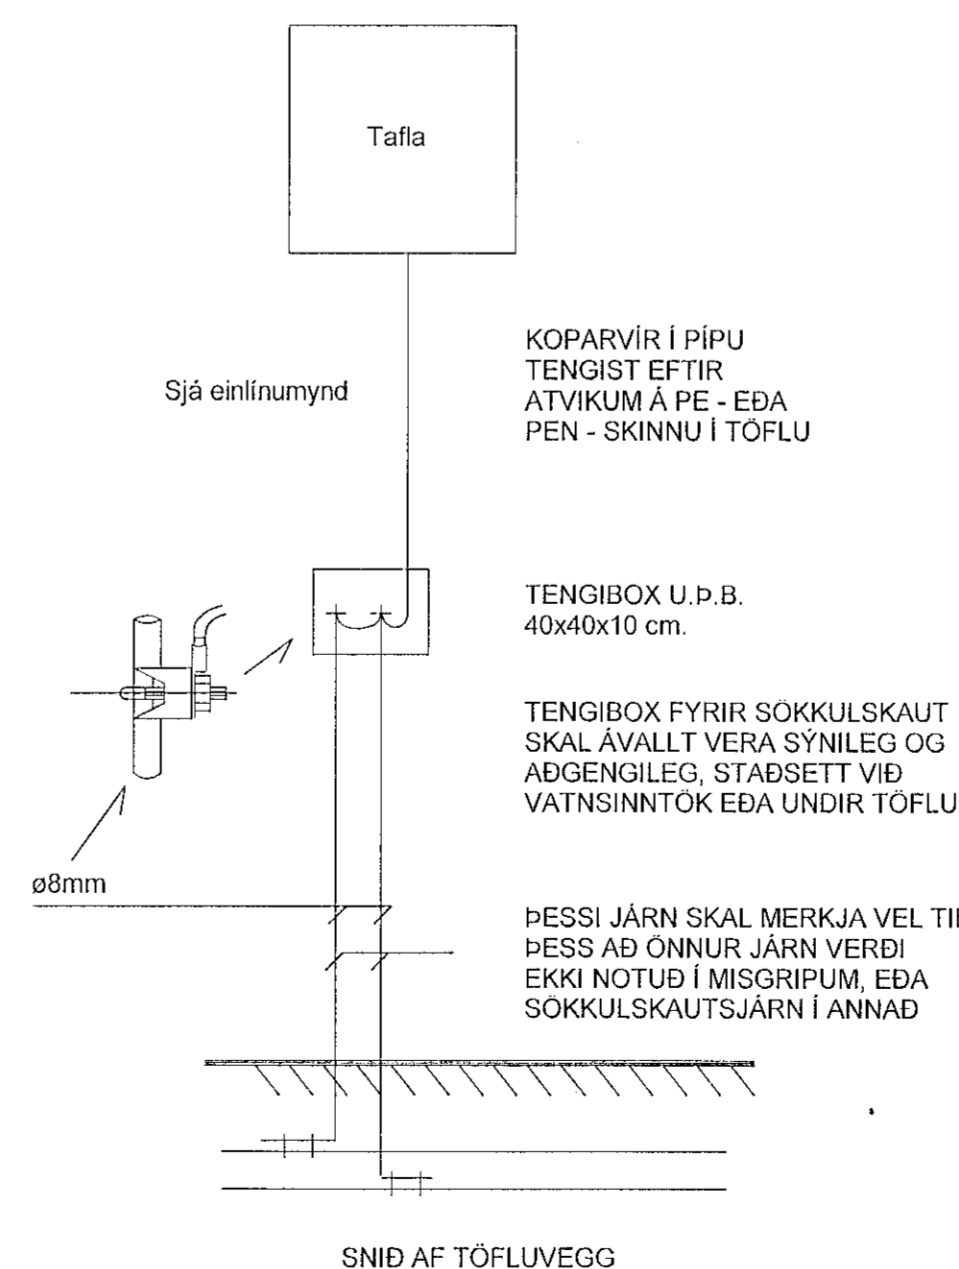 Tafla
KOPARVÍR Í PÍPU
TENGIST EFTIR
ATVIKUM Á PE - EÐA
PEN - SKINNU Í TÖFLU
Sjá einlínumynd
TENGIBOX U.Þ.B.
40x40x10 cm.
TENGIBOX FYRIR SÖKKULSKAUT
SKAL ÁVALLT VERA SÝNILEG OG
AÐGENGILEG, STAÐSETT VIÐ
VATNSINNTÖK EÐA UNDIR TÖFLU
ø8mm
ÞESSI JÁRN SKAL MERKJA VEL TIL
ÞESS AÐ ÖNNUR JÁRN VERÐI
EKKI NOTUÐ Í MISGRIPUM, EÐA
SÖKKULSKAUTSJÁRN Í ANNAÐ
SNIÐ AF TÖFLUVEGG